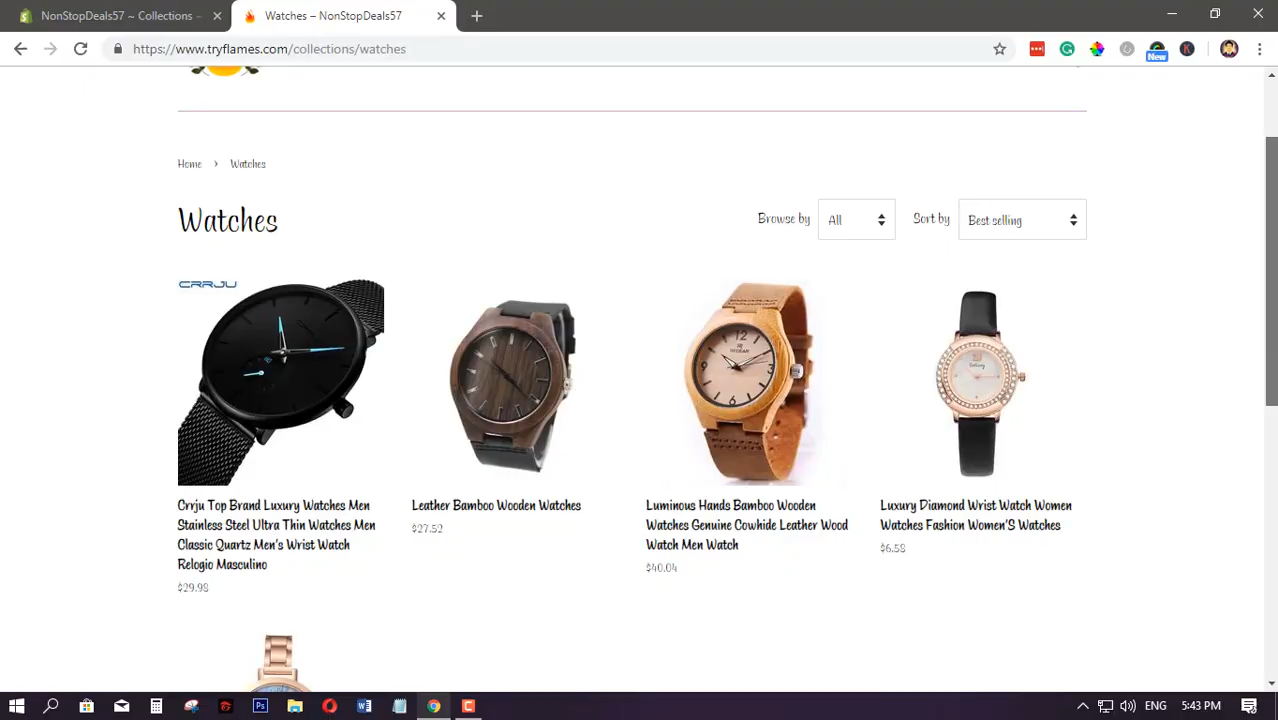 NonStopDeals57 ~ Collections -
Watches – NonStopDeals57
https://www.tryflames.com/collections/watches
New
Home › Watches
Watches
Browse by All Sort by Best selling
CRRJU
Crrju Top Brand Luxury Watches Men
Stainless Steel Ultra Thin Watches Men
Classic Quartz Men's Wrist Watch
Relogio Masculino
$29.98
Leather Bamboo Wooden Watches
$27.52
12
6
Luminous Hands Bamboo Wooden
Watches Genuine Cowhide Leather Wood
Watch Men Watch
$40.04
Luxury Diamond Wrist Watch Women
Watches Fashion Women'S Watches
$6.58
ENG 5:43 PM